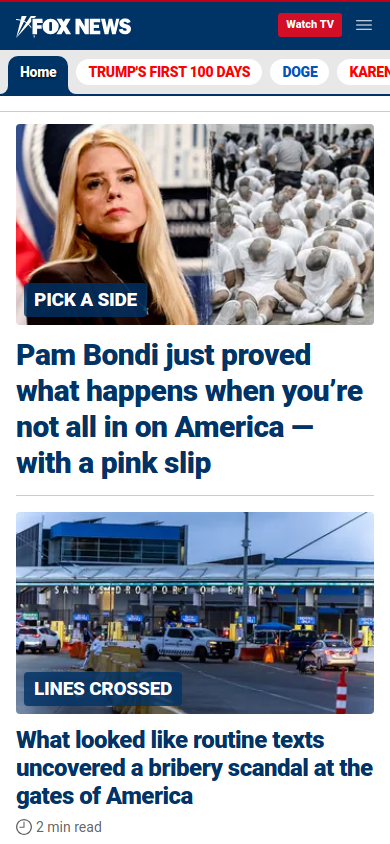 FOX NEWS
Watch TV
Home
TRUMP'S FIRST 100 DAYS
DOGE
KAREN
PICK A SIDE
Pam Bondi just proved
what happens when you’re
not all in on America —
with a pink slip
SAN YSIDRO PORT OF ENTRY
LINES CROSSED
What looked like routine texts
uncovered a bribery scandal at the
gates of America
2 min read